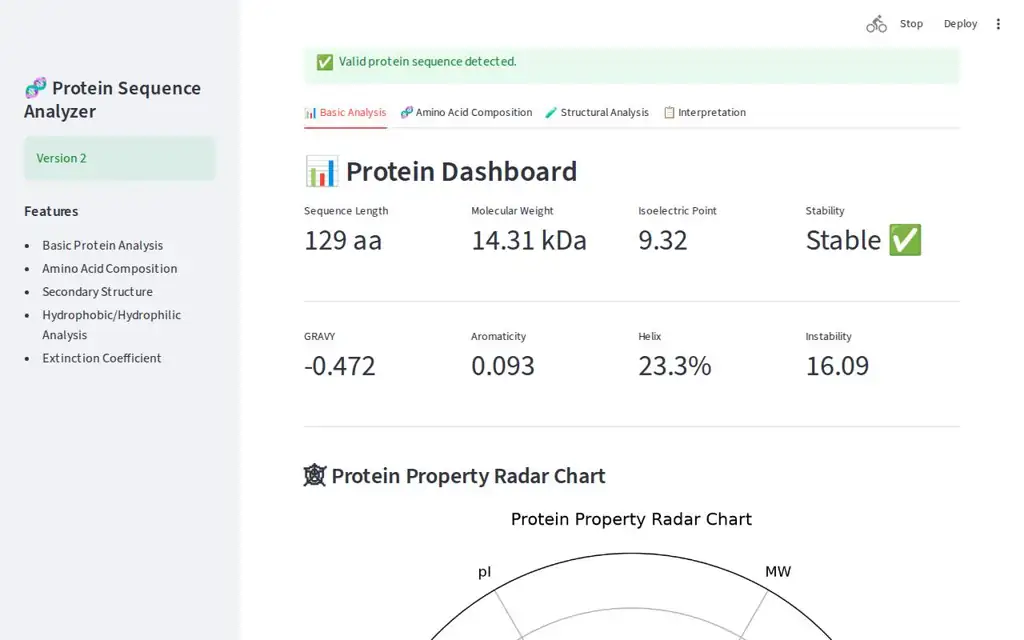 Stop
Deploy
Protein Sequence
Analyzer
Version 2
Features
Basic Protein Analysis
Amino Acid Composition
Secondary Structure
Hydrophobic/Hydrophilic
Analysis
Extinction Coefficient
Valid protein sequence detected.
Basic Analysis
Amino Acid Composition
Structural Analysis
Interpretation
Protein Dashboard
Sequence Length
Molecular Weight
Isoelectric Point
Stability
129 aa
14.31 kDa
9.32
Stable
GRAVY
Aromaticity
Helix
Instability
-0.472
0.093
23.3%
16.09
Protein Property Radar Chart
Protein Property Radar Chart
pI
MW